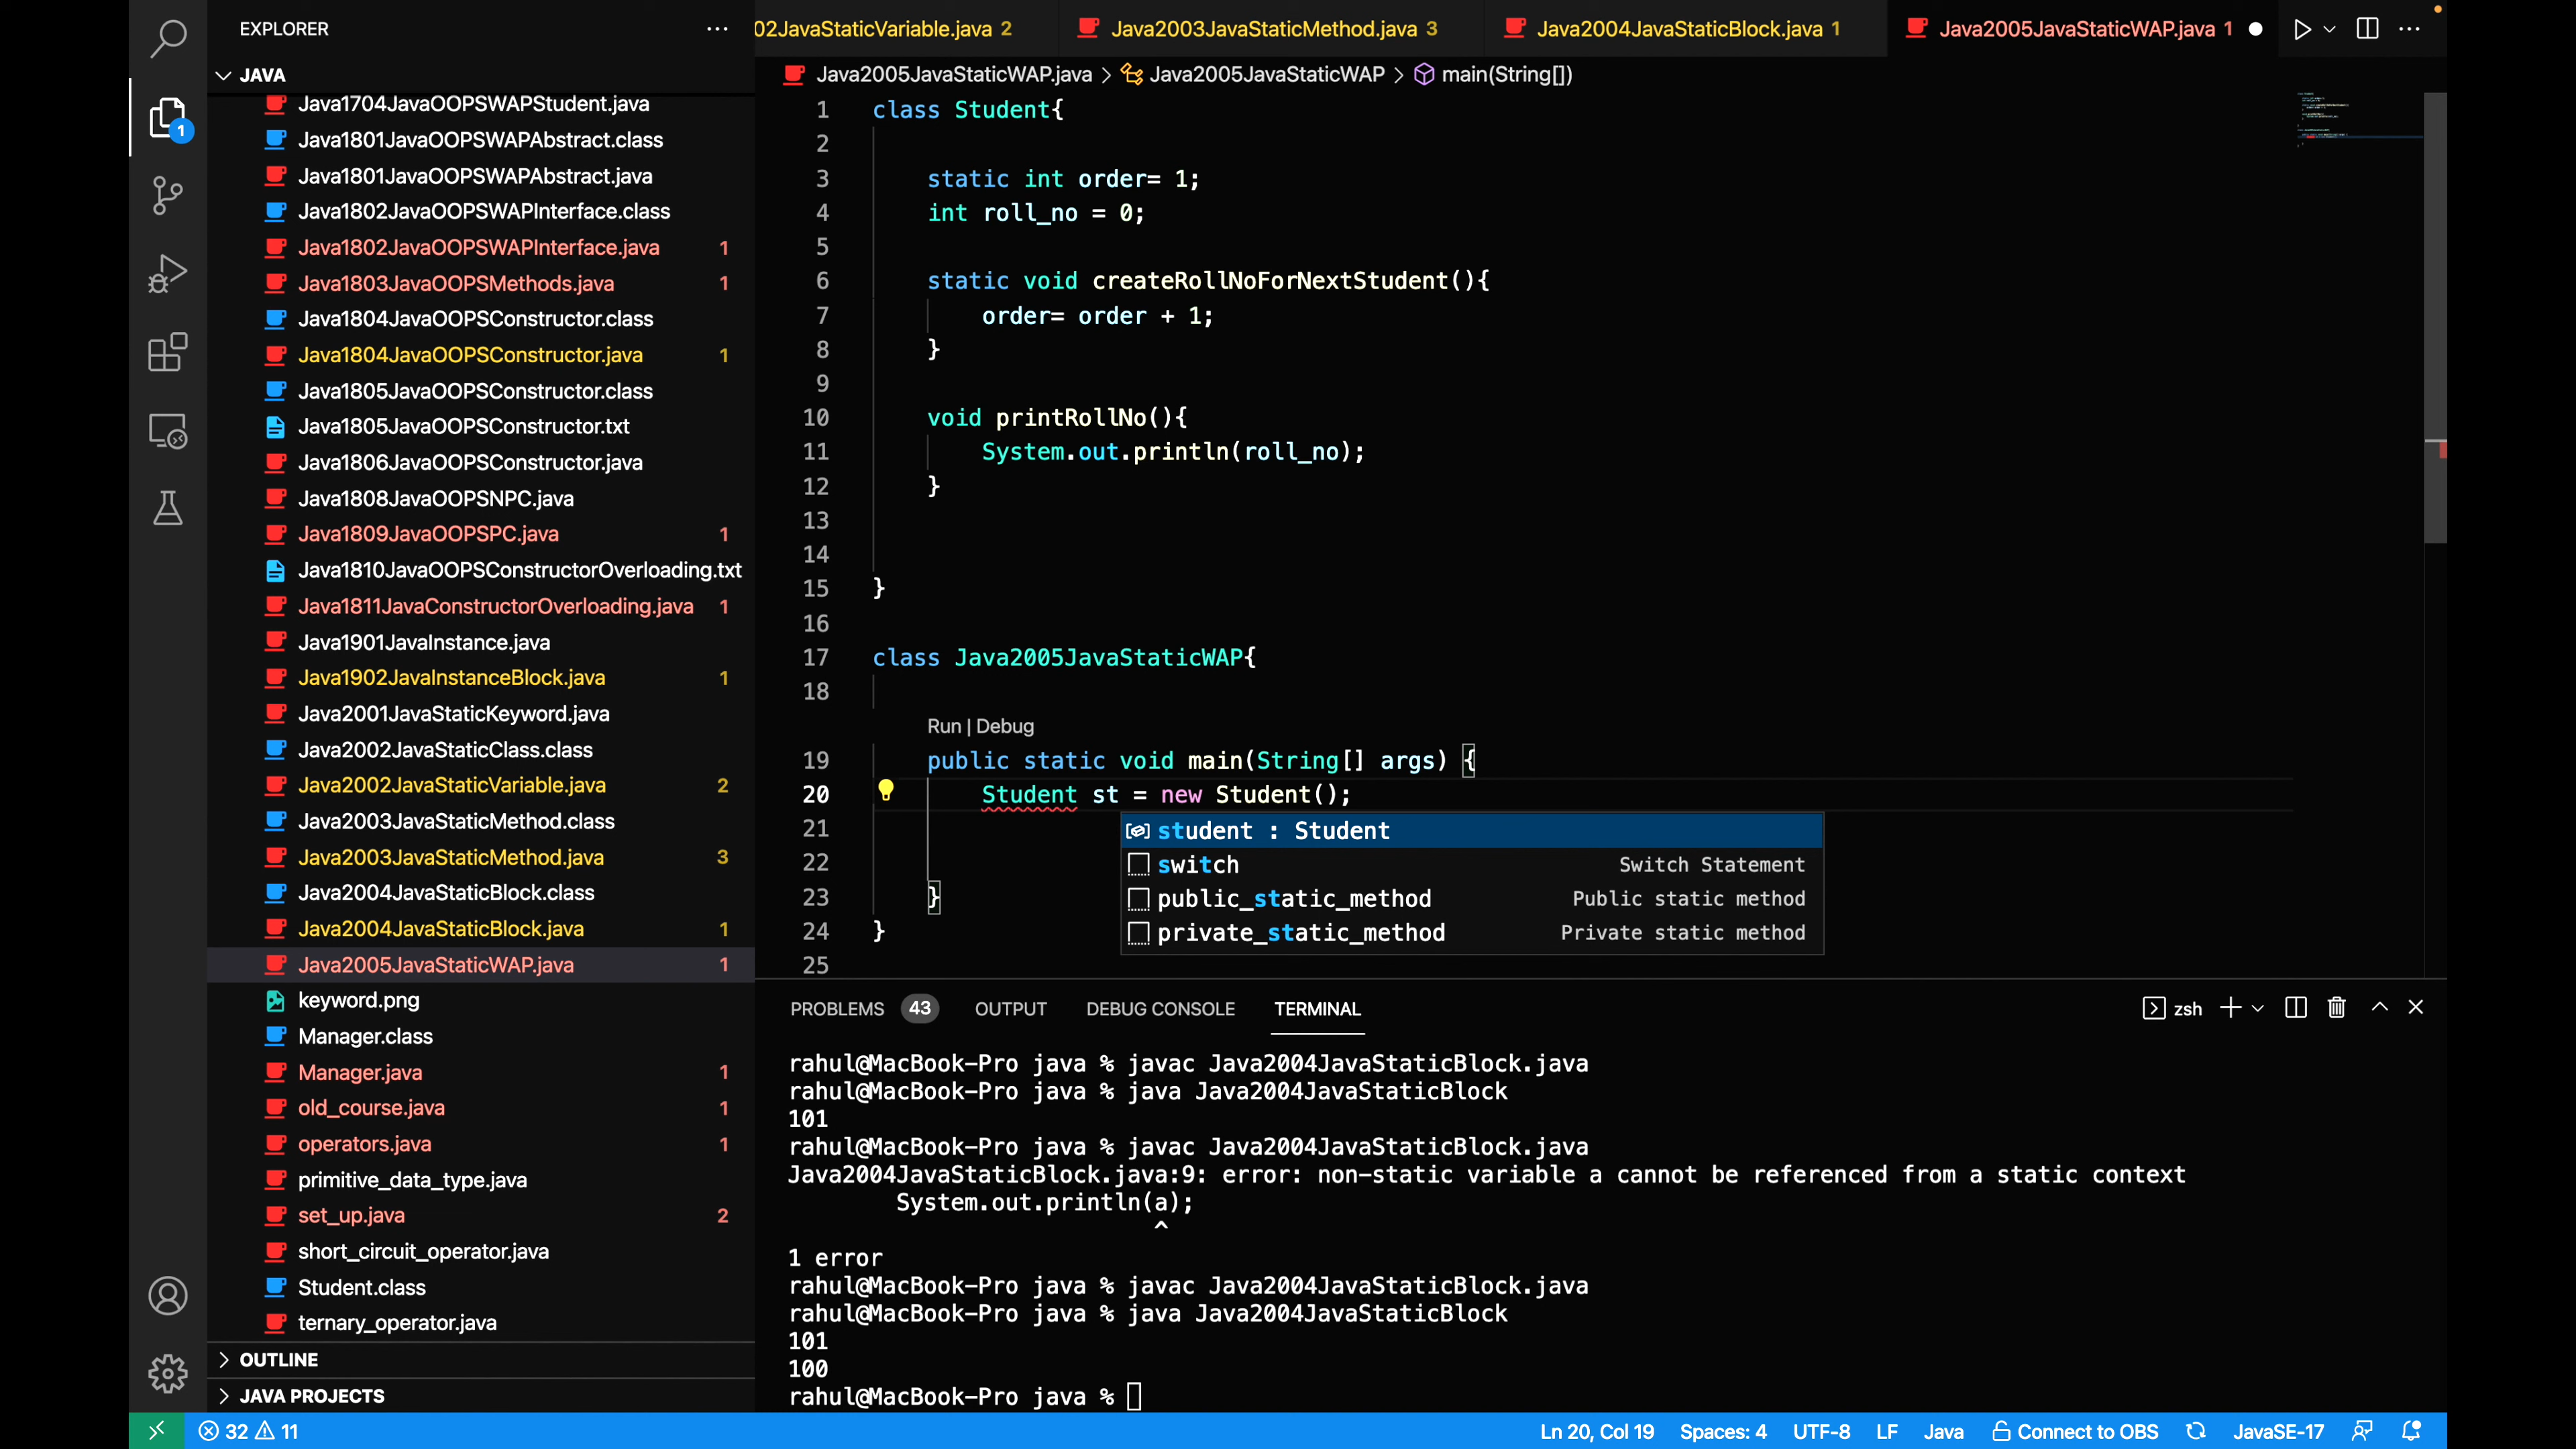 EXPLORER
JAVA
Java1704JavaOOPSWAPStudent.java
Java1801JavaOOPSWAPAbstract.class
Java1801JavaOOPSWAPAbstract.java
Java1802JavaOOPSWAPInterface.class
Java1802JavaOOPSWAPInterface.java 1
Java1803JavaOOPSMethods.java 1
Java1804JavaOOPSConstructor.class
Java1804JavaOOPSConstructor.java 1
Java1805JavaOOPSConstructor.class
Java1805JavaOOPSConstructor.txt
Java1806JavaOOPSConstructor.java
Java1808JavaOOPSNPC.java
Java1809JavaOOPSPC.java 1
Java1810JavaOOPSConstructorOverloading.txt
Java1811JavaConstructorOverloading.java 1
Java1901JavaInstance.java
Java1902JavaInstanceBlock.java 1
Java2001JavaStaticKeyword.java
Java2002JavaStaticClass.class
Java2002JavaStaticVariable.java 2
Java2003JavaStaticMethod.class
Java2003JavaStaticMethod.java 3
Java2004JavaStaticBlock.class
Java2004JavaStaticBlock.java 1
Java2005JavaStaticWAP.java 1
keyword.png
Manager.class
Manager.java 1
old_course.java 1
operators.java 1
primitive_data_type.java
set_up.java 2
short_circuit_operator.java
Student.class
ternary_operator.java
OUTLINE
JAVA PROJECTS
1
02JavaStaticVariable.java 2 Java2003JavaStaticMethod.java 3 Java2004JavaStaticBlock.java 1 Java2005JavaStaticWAP.java 1
Java2005JavaStaticWAP.java > Java2005JavaStaticWAP > main(String[])
1 class Student{
2
3 static int order= 1;
4 int roll_no = 0;
5
6 static void createRollNoForNextStudent(){
7 order= order + 1;
8 }
9
10 void printRollNo(){
11 System.out.println(roll_no);
12 }
13
14
15 }
16
17 class Java2005JavaStaticWAP{
18
Run | Debug
19 public static void main(String[] args) {
20 Student st = new Student();
21
22
23 }
24 }
25
student : Student
switch Switch Statement
public_static_method Public static method
private_static_method Private static method
PROBLEMS 43 OUTPUT DEBUG CONSOLE TERMINAL zsh
rahul@MacBook-Pro java % javac Java2004JavaStaticBlock.java
rahul@MacBook-Pro java % java Java2004JavaStaticBlock
101
rahul@MacBook-Pro java % javac Java2004JavaStaticBlock.java
Java2004JavaStaticBlock.java:9: error: non-static variable a cannot be referenced from a static context
System.out.println(a);
^
1 error
rahul@MacBook-Pro java % javac Java2004JavaStaticBlock.java
rahul@MacBook-Pro java % java Java2004JavaStaticBlock
101
100
rahul@MacBook-Pro java %
32 11 Ln 20, Col 19 Spaces: 4 UTF-8 LF Java Connect to OBS JavaSE-17